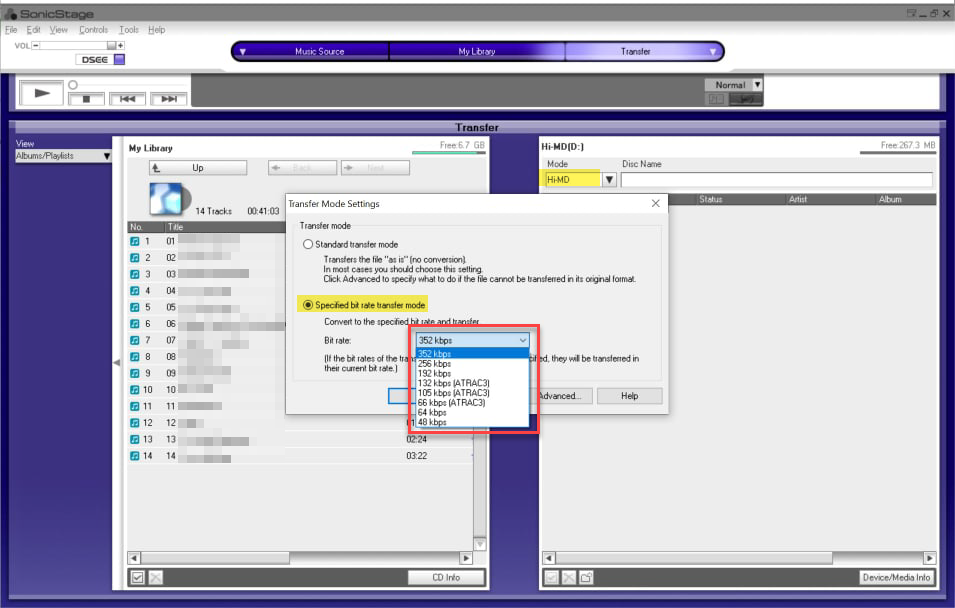 SonicStage
File Edit View Controls Tools Help
VOL
DSEE
Music Source
My Library
Transfer
Normal
Transfer
View
Albums/Playlists
My Library
Free:6.7 GB
Up
Back
Next
14 Tracks 00:41:03
No. Title
1 01
2 02
3 03
4 04
5 05
6 06
7 07
8 08
9 09
10 10
11 11
12 12
13 13 02:24
14 14 03:22
CD Info
Hi-MD(D:)
Free:267.3 MB
Mode
Disc Name
Hi-MD
Status Artist Album
Device/Media Info
Transfer Mode Settings
Transfer mode
Standard transfer mode
Transfers the file "as is" (no conversion).
In most cases you should choose this setting.
Click Advanced to specify what to do if the file cannot be transferred in its original format.
Specified bit rate transfer mode
Convert to the specified bit rate and transfer
Bit rate:
352 kbps
(If the bit rates of the
they will be transferred in
their current bit rate.)
352 kbps
256 kbps
192 kbps
132 kbps (ATRAC3)
105 kbps (ATRAC3)
66 kbps (ATRAC3)
64 kbps
48 kbps
Advanced...
Help